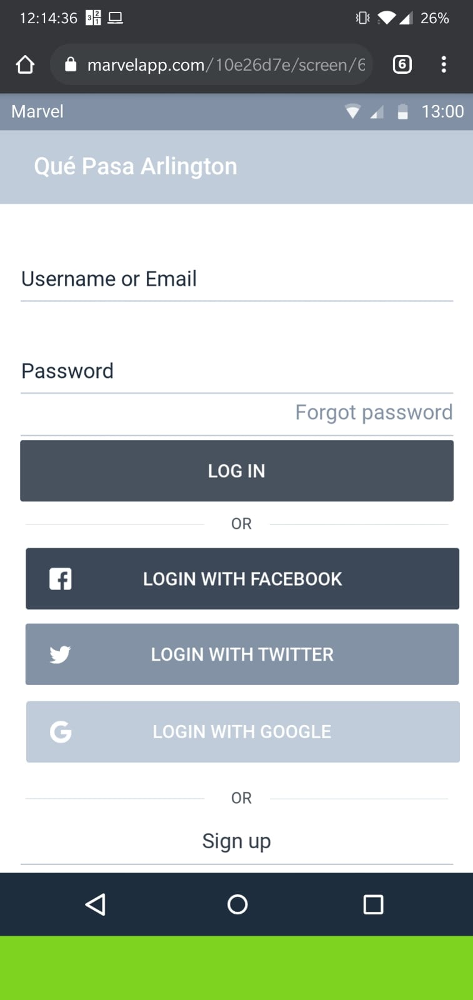 12:14:36 26%
marvelapp.com/10e26d7e/screen/6
6
Marvel 13:00
Qué Pasa Arlington
Username or Email
Password
Forgot password
LOG IN
OR
LOGIN WITH FACEBOOK
LOGIN WITH TWITTER
LOGIN WITH GOOGLE
OR
Sign up